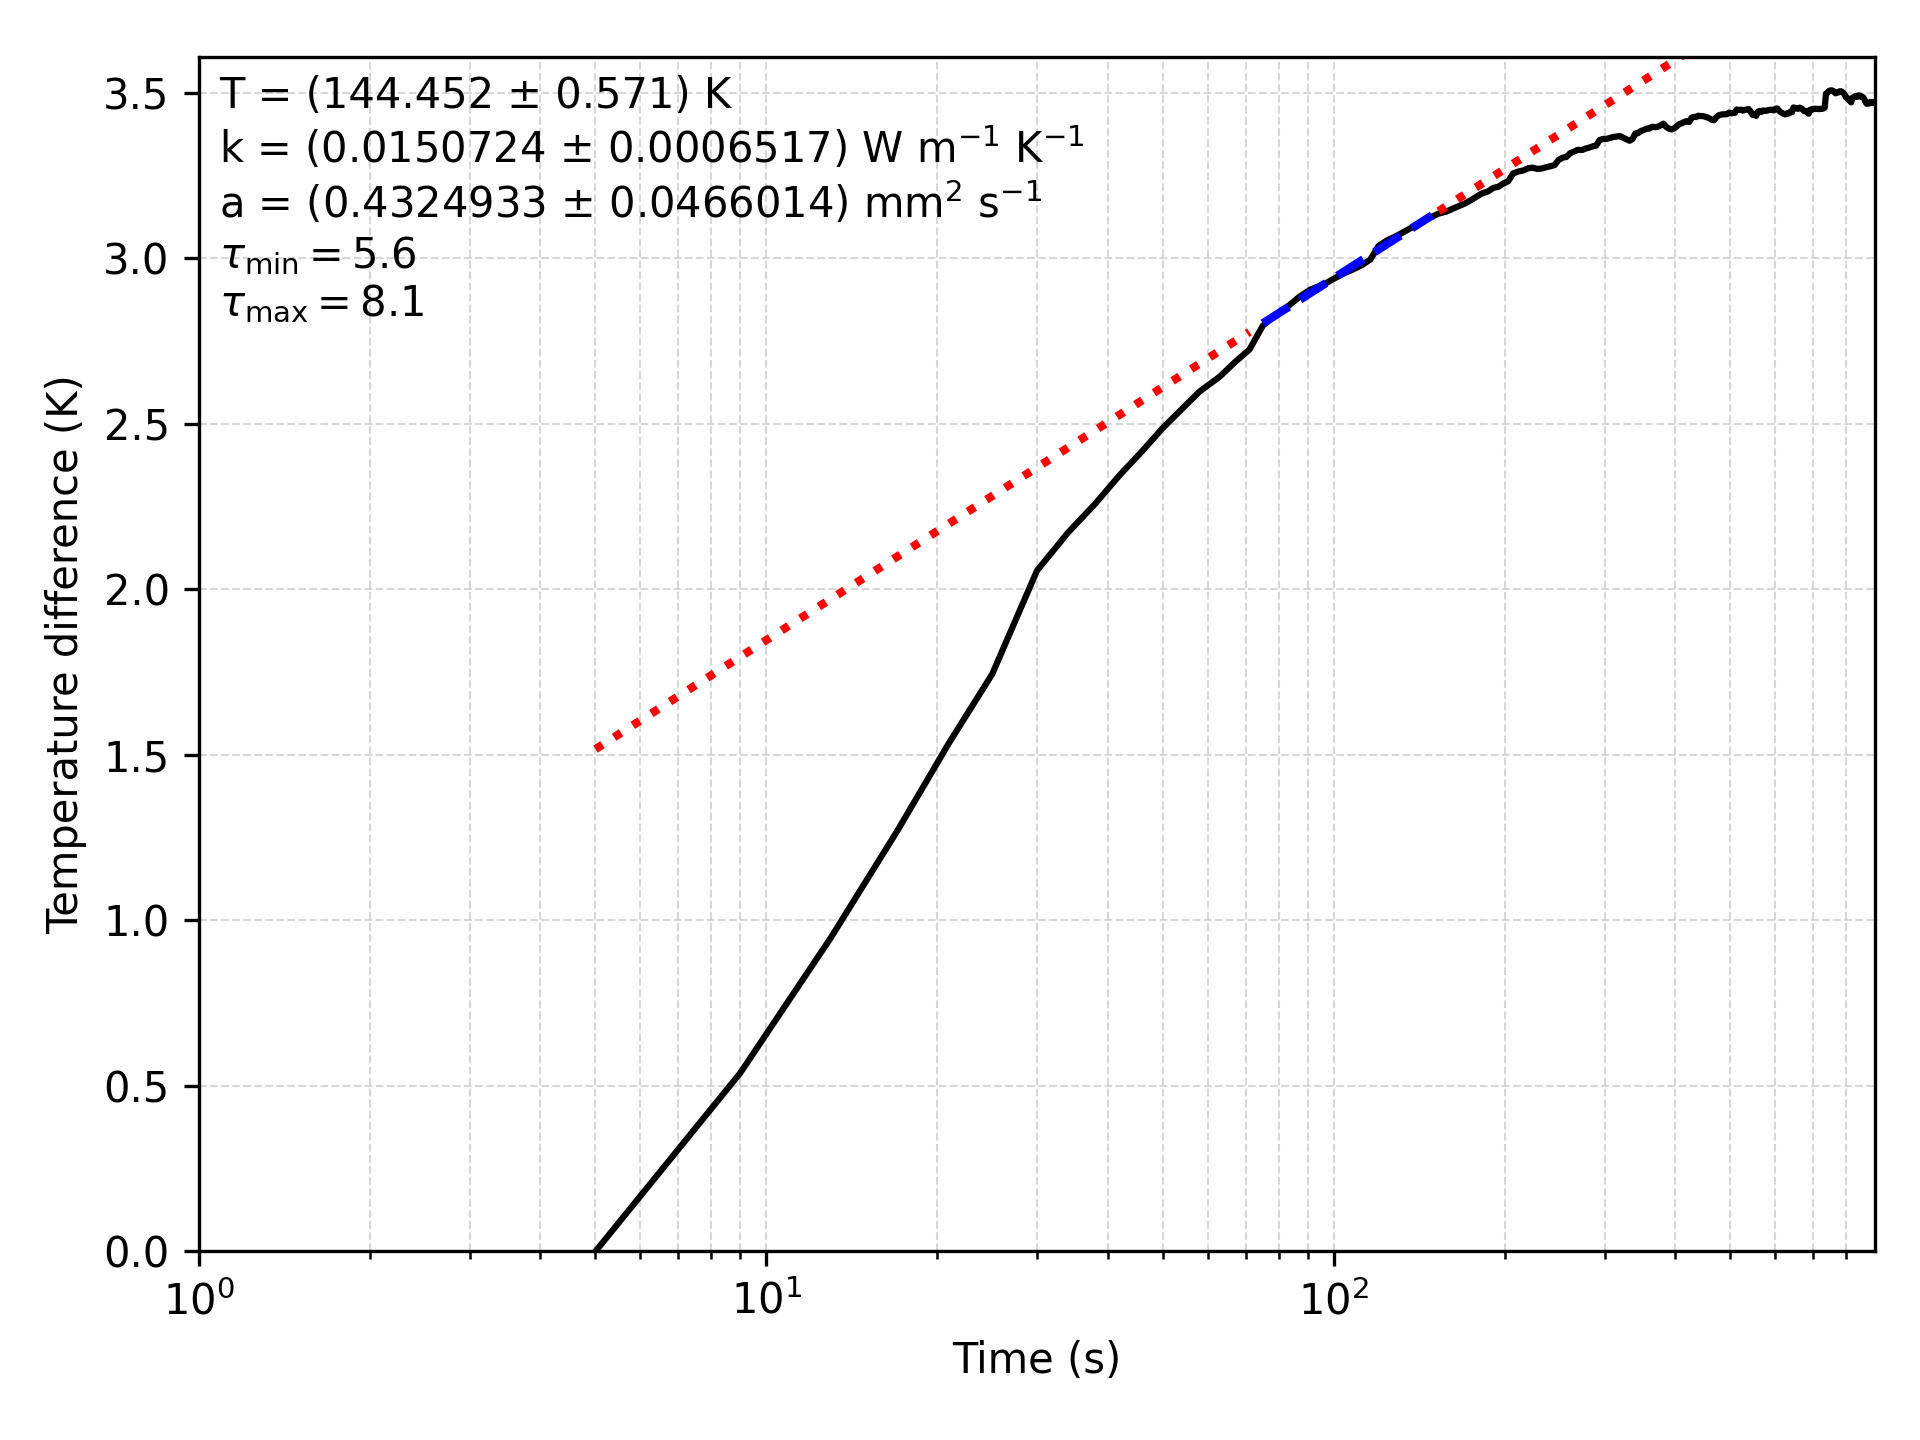 T = (144.452 ± 0.571) K
k = (0.0150724 ± 0.0006517) W m⁻¹ K⁻¹
a = (0.4324933 ± 0.0466014) mm² s⁻¹
τmin = 5.6
τmax = 8.1
3.5
3.0
2.5
2.0
1.5
1.0
0.5
0.0
Temperature difference (K)
10⁰ 10¹ 10²
Time (s)